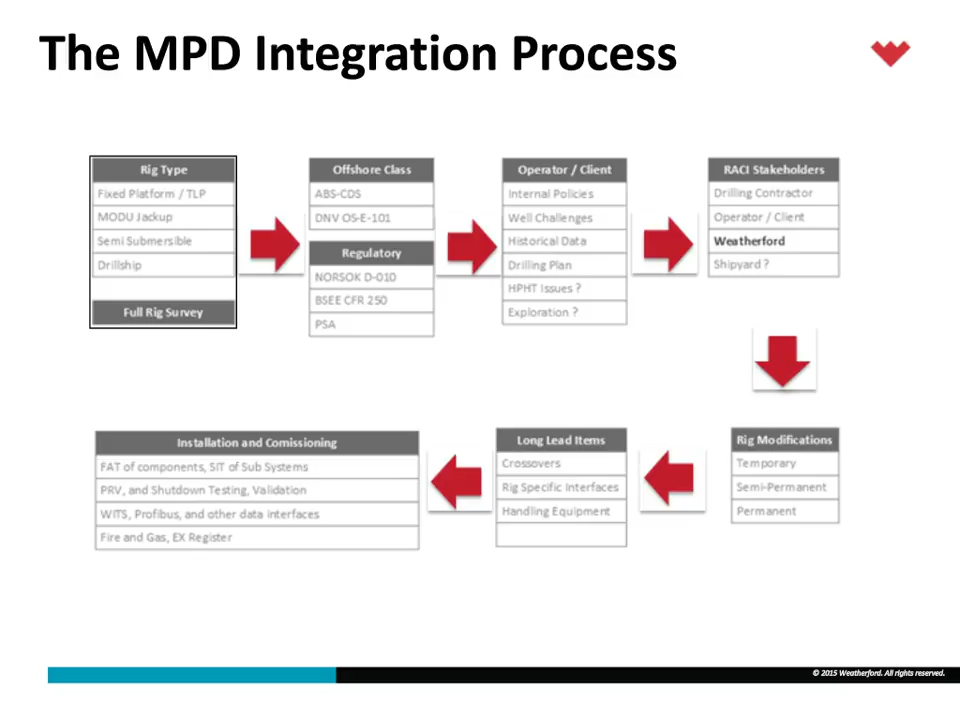 The MPD Integration Process
Rig Type
Fixed Platform / TLP
MODU Jackup
Semi Submersible
Drillship
Full Rig Survey
Offshore Class
ABS-CDS
DNV OS-E-101
Regulatory
NORSOK D-010
BSEE CFR 250
PSA
Operator / Client
Internal Policies
Well Challenges
Historical Data
Drilling Plan
HPHT Issues ?
Exploration ?
RACI Stakeholders
Drilling Contractor
Operator / Client
Weatherford
Shipyard ?
Rig Modifications
Temporary
Semi-Permanent
Permanent
Long Lead Items
Crossovers
Rig Specific Interfaces
Handling Equipment
Installation and Comissioning
FAT of components, SIT of Sub Systems
PRV, and Shutdown Testing, Validation
WITS, Profibus, and other data interfaces
Fire and Gas, EX Register
© 2015 Weatherford. All rights reserved.